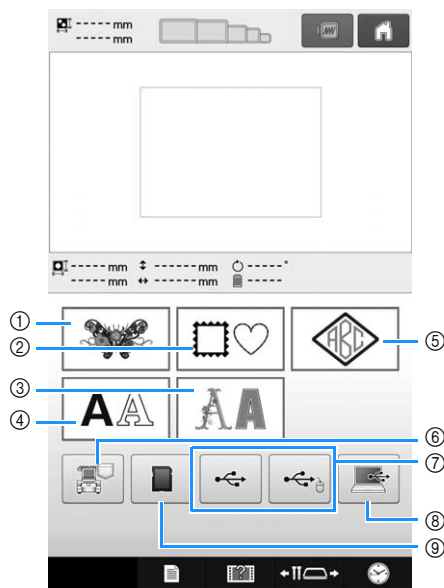 ------ mm
------ mm
------ mm ------ mm ------ °
------ mm ------ mm ------
① ABC ⑤
②
③ AA
④ AA
⑥
⑦
⑧
⑨
?